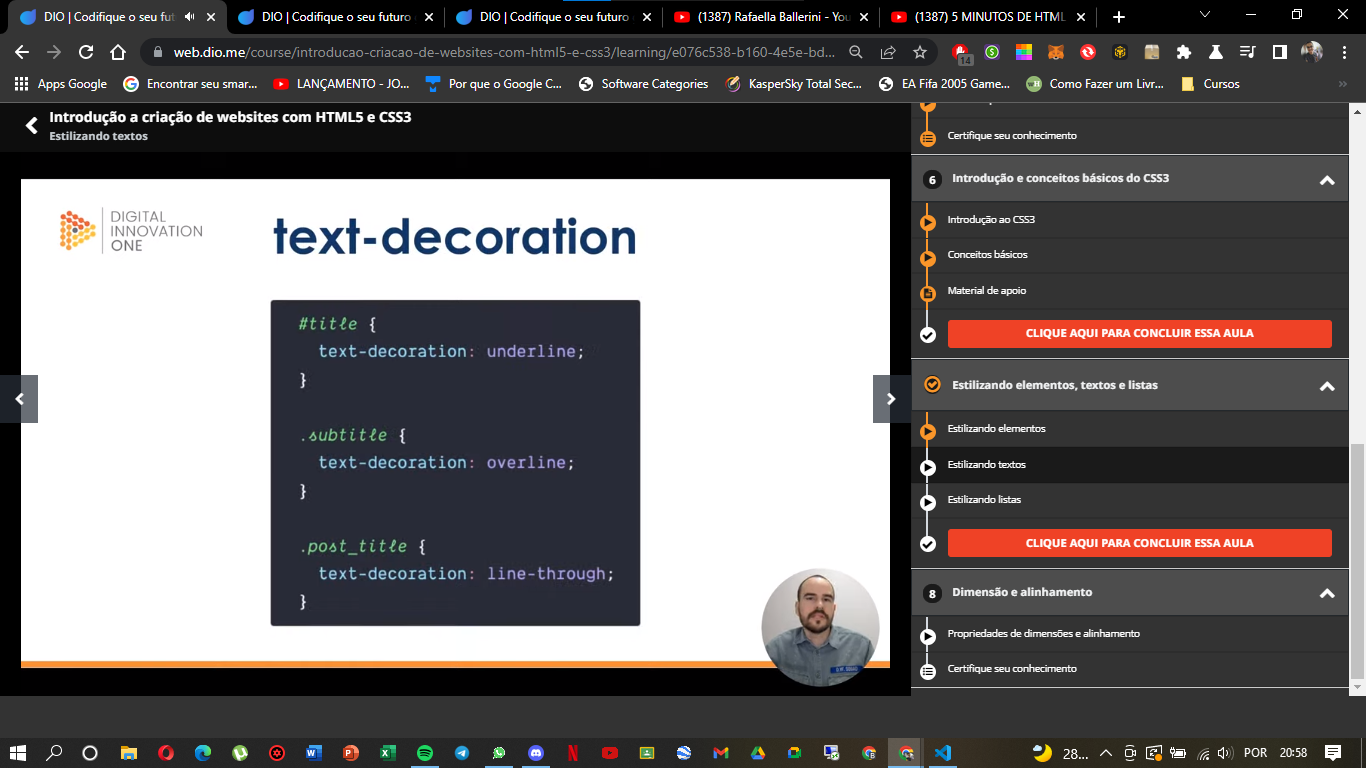 DIO | Codifique o seu fut
DIO | Codifique o seu futuro
DIO | Codifique o seu futuro
(1387) Rafaella Ballerini - You
(1387) 5 MINUTOS DE HTML
web.dio.me/course/introducao-criacao-de-websites-com-html5-e-css3/learning/e076c538-b160-4e5e-bd...
14
Apps Google
Encontrar seu smar...
LANÇAMENTO - JO...
Por que o Google C...
Software Categories
KasperSky Total Sec...
EA Fifa 2005 Game...
Como Fazer um Livr...
Cursos
»
Introdução a criação de websites com HTML5 e CSS3
Estilizando textos
DIGITAL
INNOVATION
ONE
text-decoration
#title {
text-decoration: underline;
}
.subtitle {
text-decoration: overline;
}
.post_title {
text-decoration: line-through;
}
Certifique seu conhecimento
6 Introdução e conceitos básicos do CSS3
Introdução ao CSS3
Conceitos básicos
Material de apoio
CLIQUE AQUI PARA CONCLUIR ESSA AULA
Estilizando elementos, textos e listas
Estilizando elementos
Estilizando textos
Estilizando listas
CLIQUE AQUI PARA CONCLUIR ESSA AULA
8 Dimensão e alinhamento
Propriedades de dimensões e alinhamento
Certifique seu conhecimento
28...
POR
20:58